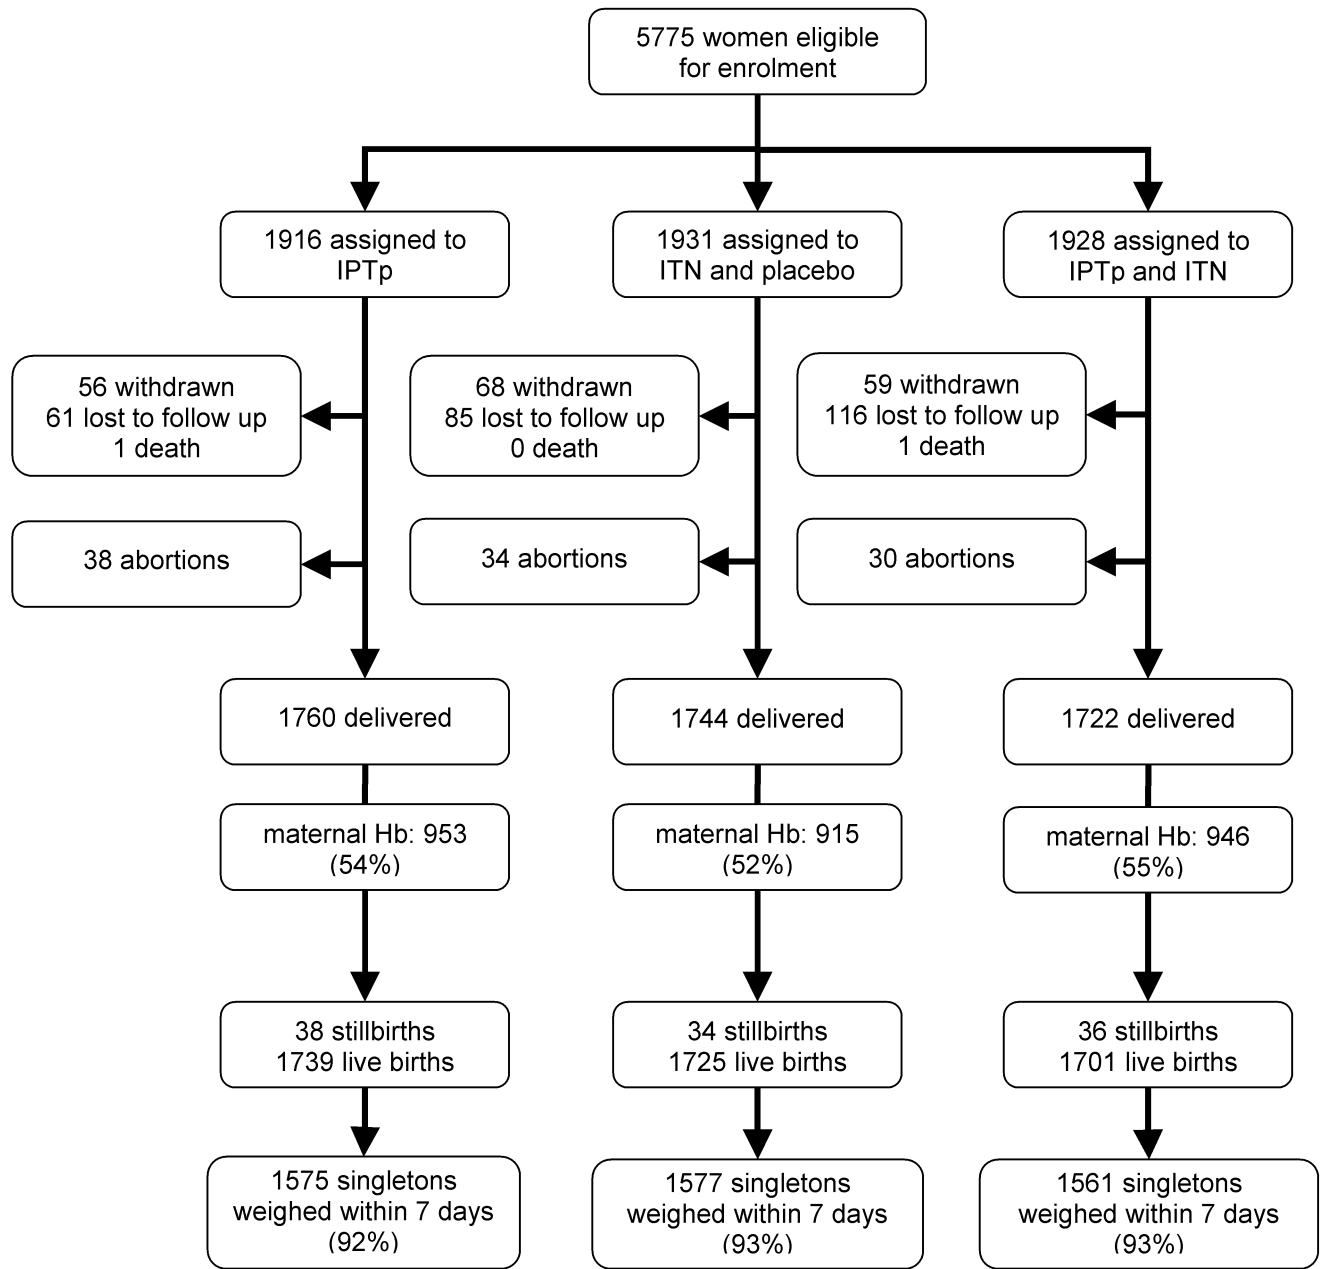 5775 women eligible
for enrolment
1916 assigned to
IPTp
1931 assigned to
ITN and placebo
1928 assigned to
IPTp and ITN
56 withdrawn
61 lost to follow up
1 death
68 withdrawn
85 lost to follow up
0 death
59 withdrawn
116 lost to follow up
1 death
38 abortions
34 abortions
30 abortions
1760 delivered
1744 delivered
1722 delivered
maternal Hb: 953
(54%)
maternal Hb: 915
(52%)
maternal Hb: 946
(55%)
38 stillbirths
1739 live births
34 stillbirths
1725 live births
36 stillbirths
1701 live births
1575 singletons
weighed within 7 days
(92%)
1577 singletons
weighed within 7 days
(93%)
1561 singletons
weighed within 7 days
(93%)